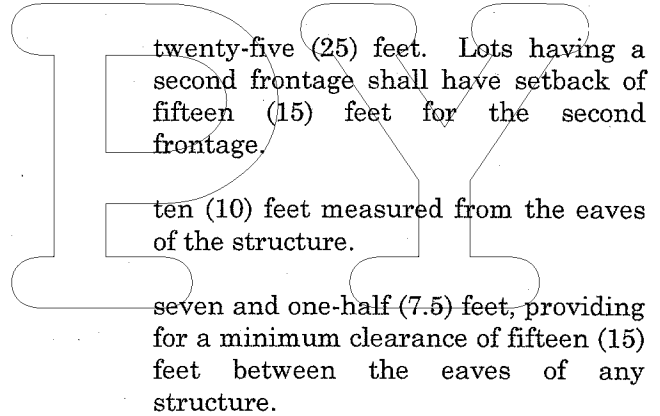 twenty-five (25) feet. Lots having a
second frontage shall have setback of
fifteen (15) feet for the second
frontage.
ten (10) feet measured from the eaves
of the structure.
seven and one-half (7.5) feet, providing
for a minimum clearance of fifteen (15)
feet between the eaves of any
structure.
PY